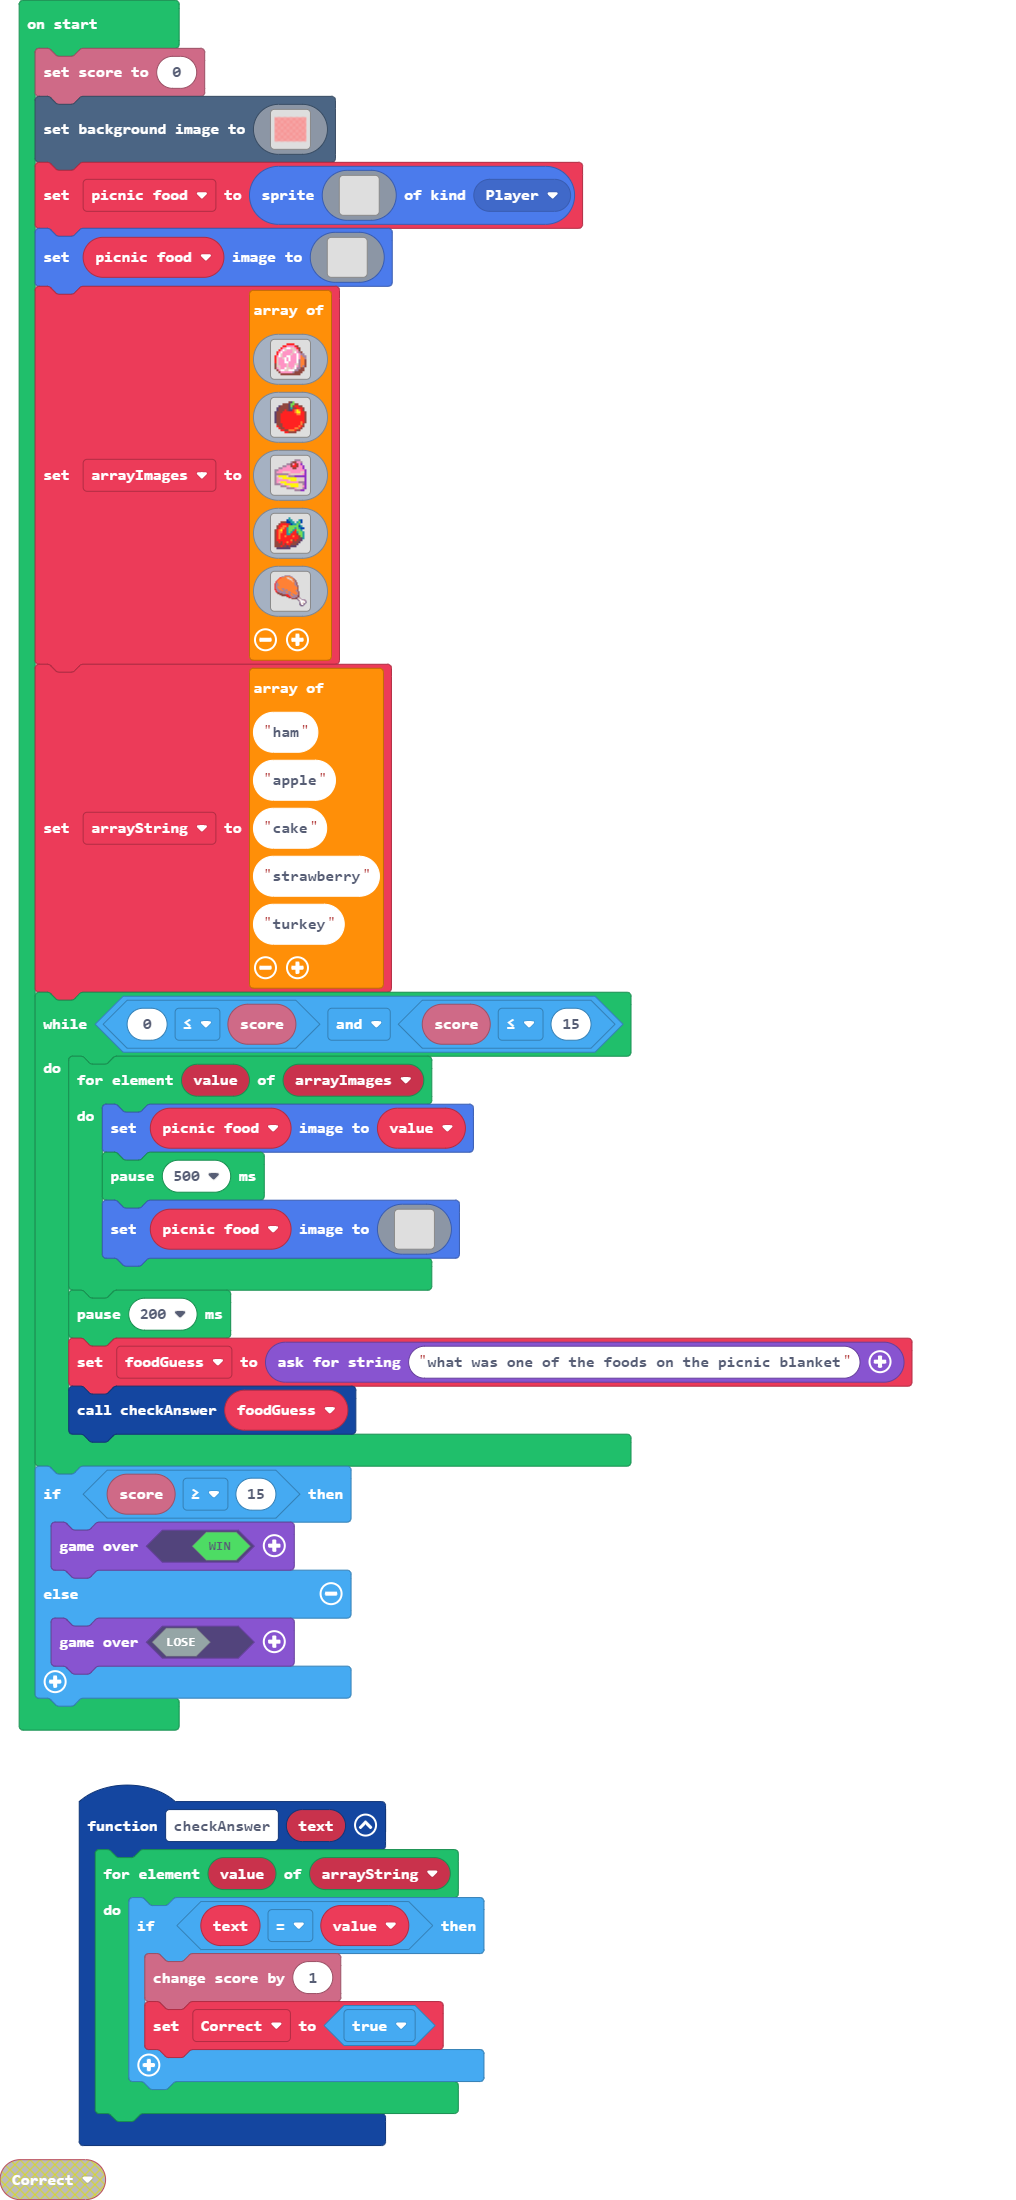 on start
set score to 0
set background image to
set picnic food to sprite of kind Player
set picnic food image to
array of
set arrayImages to
array of
"ham"
"apple"
set arrayString to "cake"
"strawberry"
"turkey"
while 0 ≤ score and score ≤ 15
do
for element value of arrayImages
do
set picnic food image to value
pause 500 ms
set picnic food image to
pause 200 ms
set foodGuess to ask for string "what was one of the foods on the picnic blanket"
call checkAnswer foodGuess
if score ≥ 15 then
game over WIN
else
game over LOSE
function checkAnswer text
for element value of arrayString
do
if text = value then
change score by 1
set Correct to true
Correct